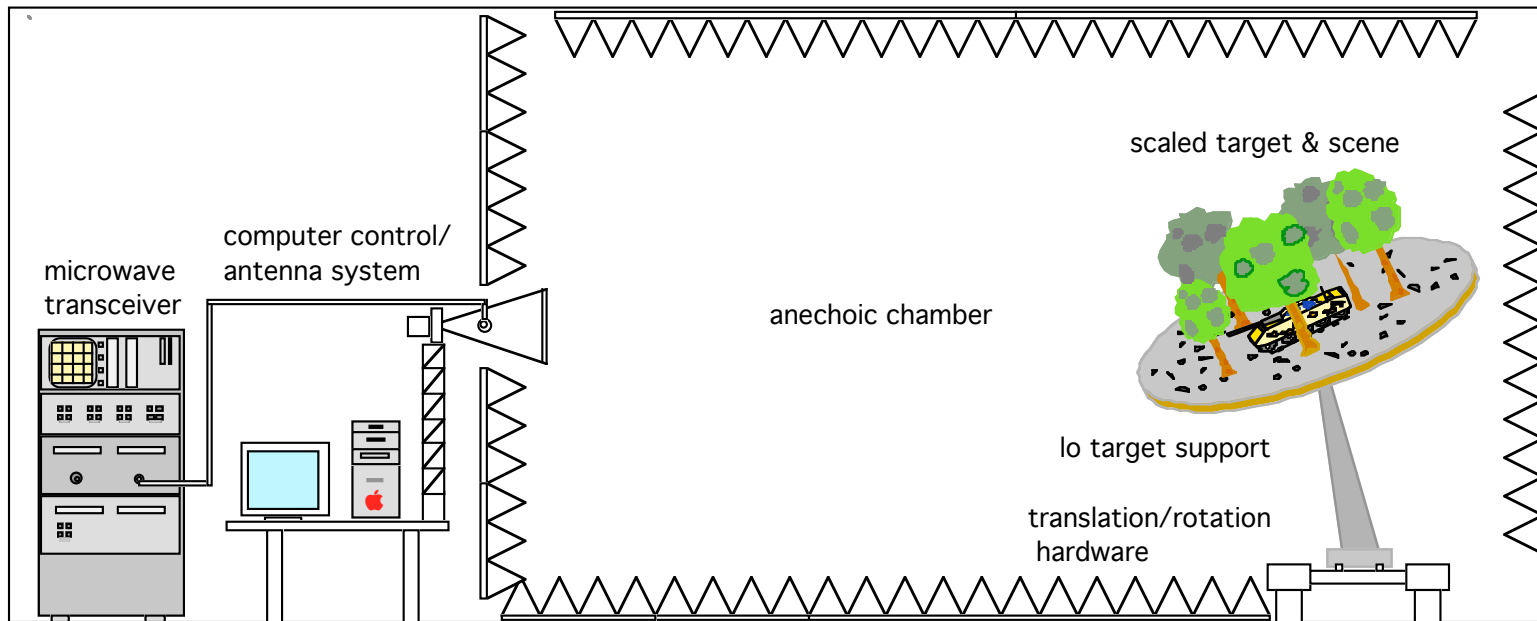 scaled target & scene
computer control/
antenna system
microwave
transceiver
anechoic chamber
lo target support
translation/rotation
hardware